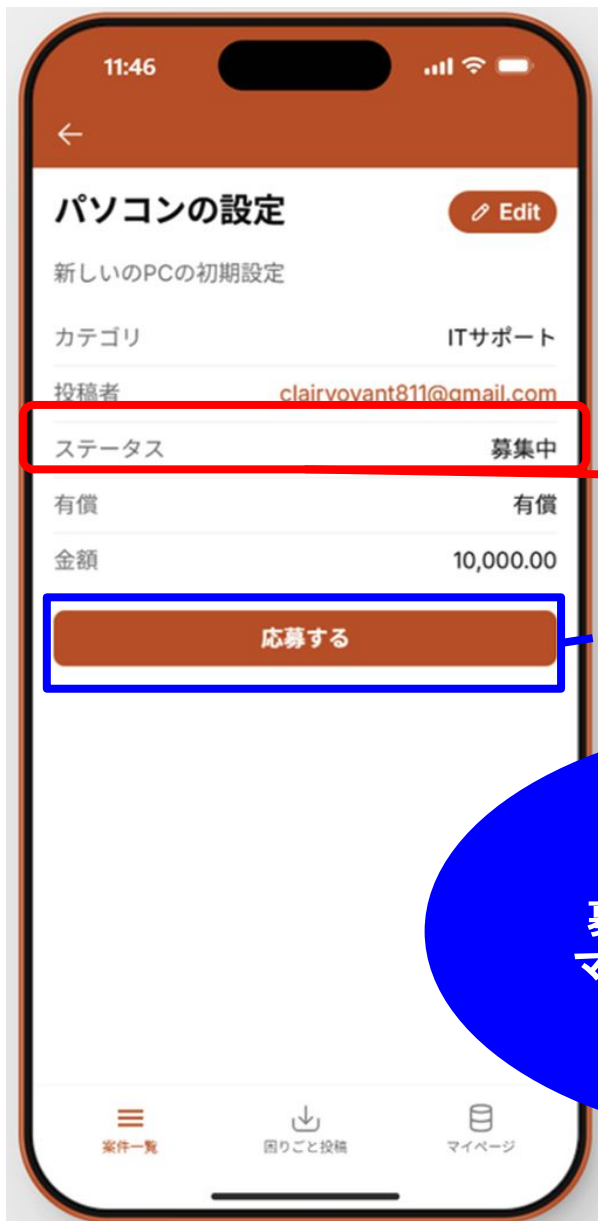 11:46
パソコンの設定
Edit
新しいのPCの初期設定
カテゴリ ITサポート
投稿者 clairvoyant811@gmail.com
ステータス 募集中
有償 有償
金額 10,000.00
応募する
案件一覧 困りごと投稿 マイページ